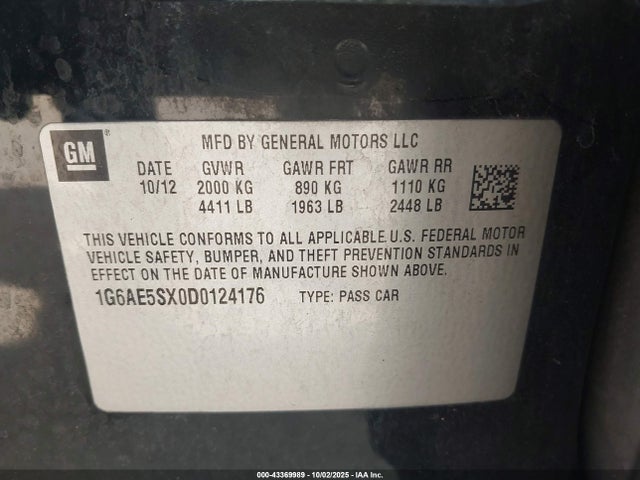 GM ®
MFD BY GENERAL MOTORS LLC
DATE GVWR GAWR FRT GAWR RR
10/12 2000 KG 890 KG 1110 KG
4411 LB 1963 LB 2448 LB
THIS VEHICLE CONFORMS TO ALL APPLICABLE U.S. FEDERAL MOTOR
VEHICLE SAFETY, BUMPER, AND THEFT PREVENTION STANDARDS IN
EFFECT ON THE DATE OF MANUFACTURE SHOWN ABOVE.
1G6AE5SX0D0124176 TYPE: PASS CAR
000-43369989 | 10/02/2025 | IAA Inc.